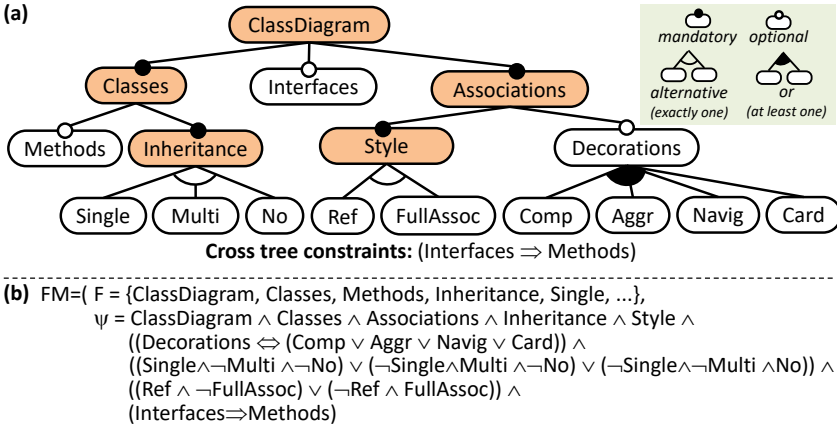 (a)
ClassDiagram
mandatory optional
alternative or
(exactly one) (at least one)
Classes Interfaces Associations
Methods Inheritance Style Decorations
Single Multi No Ref FullAssoc Comp Aggr Navig Card
Cross tree constraints: (Interfaces ⇒ Methods)
(b) FM=( F = {ClassDiagram, Classes, Methods, Inheritance, Single, ...},
ψ = ClassDiagram ∧ Classes ∧ Associations ∧ Inheritance ∧ Style ∧
((Decorations ⇔ (Comp ∨ Aggr ∨ Navig ∨ Card)) ∧
((Single∧¬Multi ∧¬No) ∨ (¬Single∧Multi ∧¬No) ∨ (¬Single∧¬Multi ∧No)) ∧
((Ref ∧ ¬FullAssoc) ∨ (¬Ref ∧ FullAssoc)) ∧
(Interfaces⇒Methods)